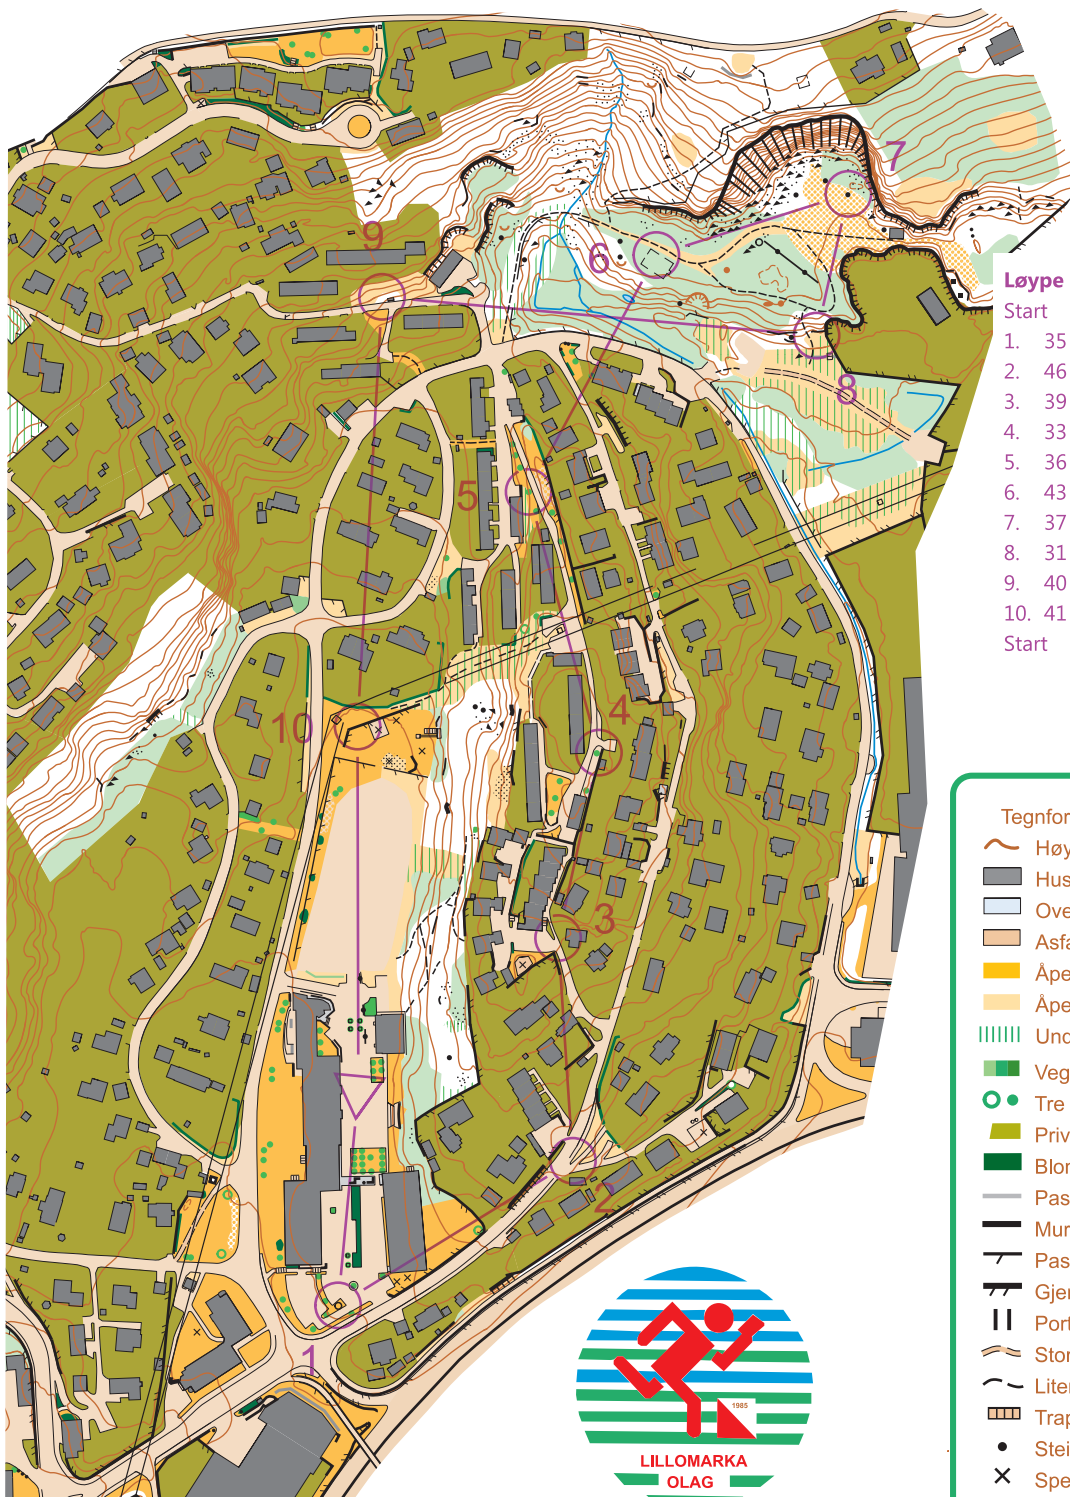 7
9
6
Løype
Start
1. 35
2. 46
3. 39
4. 33
5. 36
6. 43
7. 37
8. 31
9. 40
10. 41
Start
8
5
10
4
3
2
1
Tegnfor
Høy
Hus
Ove
Asfa
Åpe
Åpe
Und
Veg
Tre
Priv
Blon
Pas
Mur
Pas
Gjer
Port
Stor
Liter
Trap
Stei
Spe
1985
LILLOMARKA
OLAG